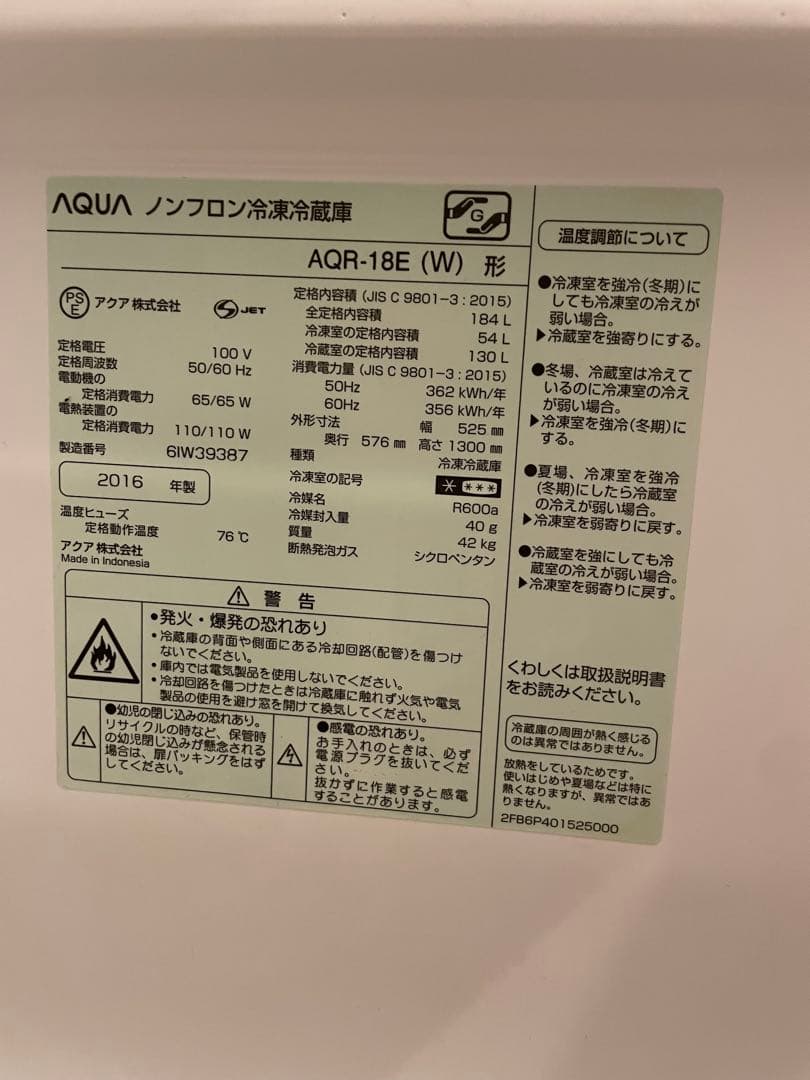 AQUA ノンフロン冷凍冷蔵庫
G
AQR-18E (W) 形
PS
E
アクア株式会社
JET
定格電圧 100 V
定格周波数 50/60 Hz
電動機の
定格消費電力 65/65 W
電熱装置の
定格消費電力 110/110 W
製造番号 6IW39387
2016 年製
温度ヒューズ
定格動作温度 76 ℃
アクア株式会社
Made in Indonesia
定格内容積 (JIS C 9801-3 : 2015)
全定格内容積 184 L
冷凍室の定格内容積 54 L
冷蔵室の定格内容積 130 L
消費電力量 (JIS C 9801-3 : 2015)
50Hz 362 kWh/年
60Hz 356 kWh/年
外形寸法 幅 525 ㎜
奥行 576 ㎜ 高さ 1300 ㎜
種類 冷凍冷蔵庫
冷凍室の記号
冷媒名 R600a
冷媒封入量 40 g
質量 42 kg
断熱発泡ガス シクロペンタン
警 告
•発火・爆発の恐れあり
・冷蔵庫の背面や側面にある冷却回路(配管)を傷つけ
ないでください。
・庫内では電気製品を使用しないでください。
・冷却回路を傷つけたときは冷蔵庫に触れず火気や電気
製品の使用を避け窓を開けて換気してください。
●幼児の閉じ込みの恐れあり。
リサイクルの時など、保管時
の幼児閉じ込みが懸念される
場合は、扉パッキングをはず
してください。
●感電の恐れあり。
お手入れのときは、必ず
電源プラグを抜いてくだ
さい。
抜かずに作業すると感電
することがあります。
温度調節について
●冷凍室を強冷(冬期)に
しても冷凍室の冷えが
弱い場合。
▶冷蔵室を強寄りにする。
●冬場、冷蔵室は冷えて
いるのに冷凍室の冷え
が弱い場合。
▶冷凍室を強冷(冬期)に
する。
●夏場、冷凍室を強冷
(冬期)にしたら冷蔵室
の冷えが弱い場合。
▶冷凍室を弱寄りに戻す。
●冷蔵室を強にしても冷
蔵室の冷えが弱い場合。
▶冷凍室を弱寄りに戻す。
くわしくは取扱説明書
をお読みください。
冷蔵庫の周囲が熱く感じる
のは異常ではありません。
放熱をしているためです。
使いはじめや夏場などは特に
熱くなりますが、異常ではあ
りません。
2FB6P401525000